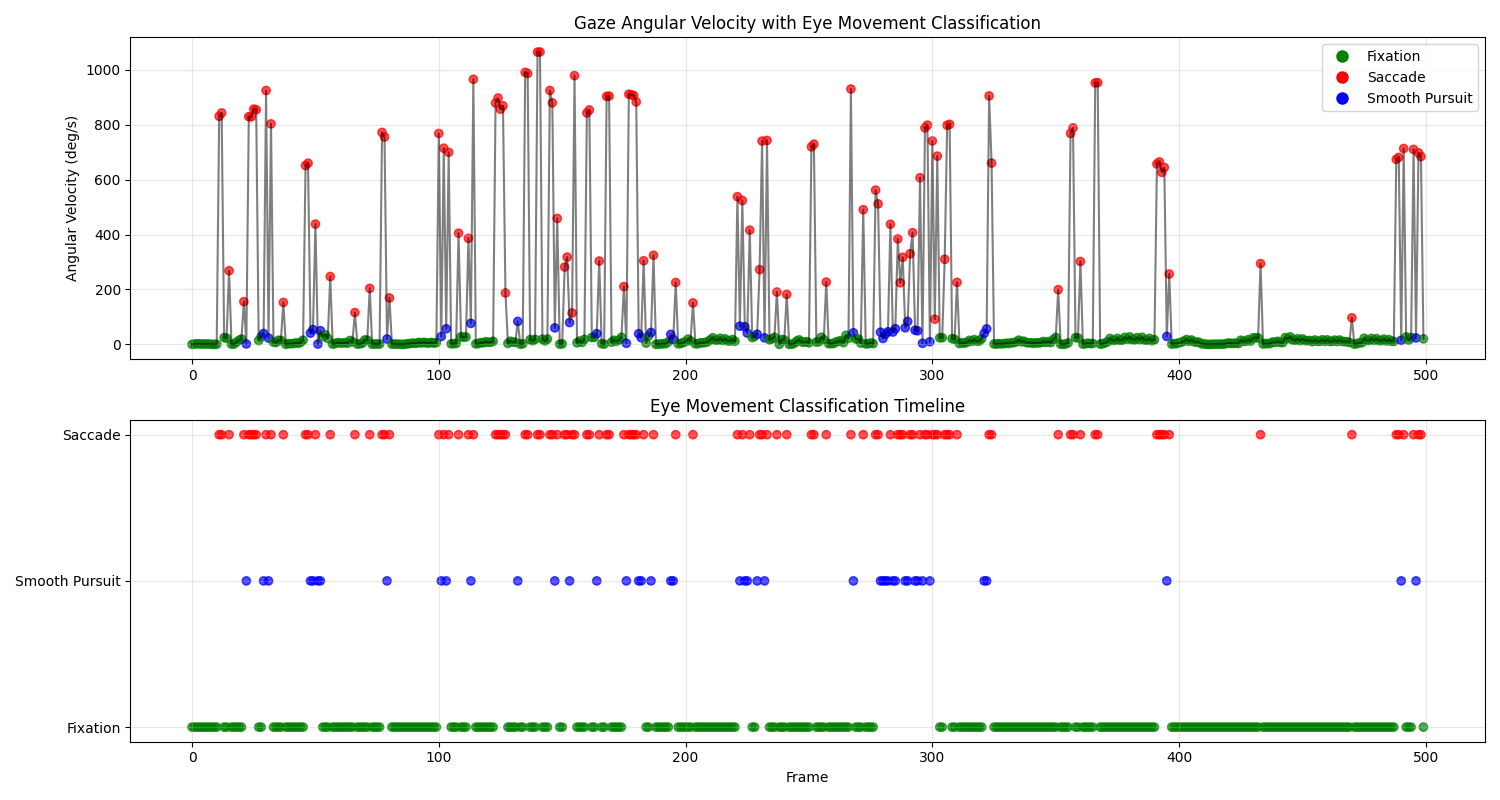 Gaze Angular Velocity with Eye Movement Classification
Angular Velocity (deg/s)
1000
800
600
400
200
0
Fixation
Saccade
Smooth Pursuit
0 100 200 300 400 500
Eye Movement Classification Timeline
Saccade
Smooth Pursuit
Fixation
0 100 200 300 400 500
Frame